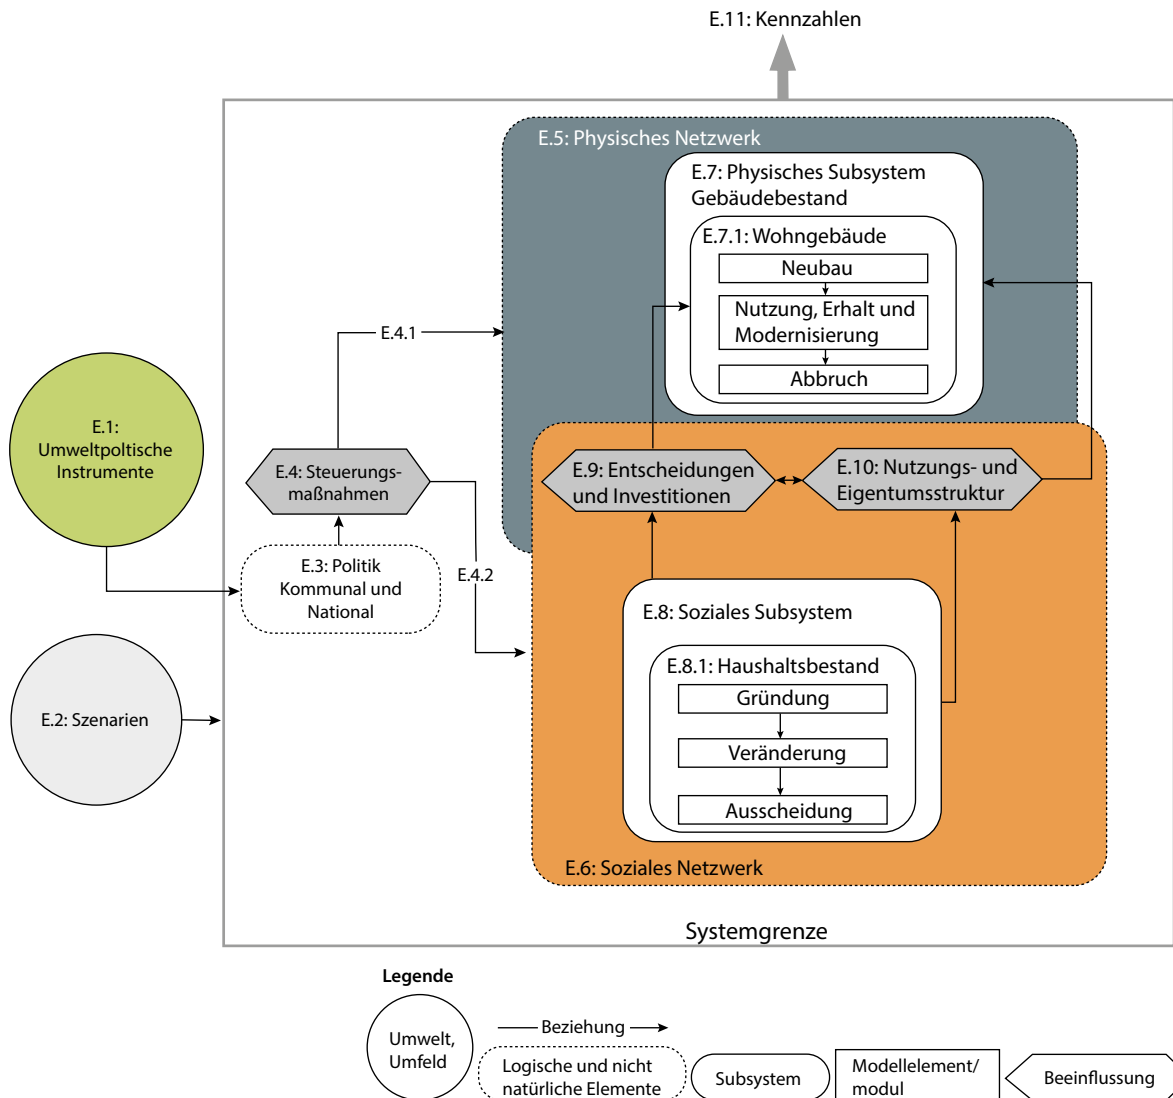 E.11: Kennzahlen
E.5: Physisches Netzwerk
E.7: Physisches Subsystem
Gebäudebestand
E.7.1: Wohngebäude
Neubau
Nutzung, Erhalt und
Modernisierung
Abbruch
E.4.1
E.1:
Umweltpoltische
Instrumente
E.4: Steuerungs-
maßnahmen
E.9: Entscheidungen
und Investitionen
E.10: Nutzungs- und
Eigentumsstruktur
E.3: Politik
Kommunal und
National
E.4.2
E.2: Szenarien
E.8: Soziales Subsystem
E.8.1: Haushaltsbestand
Gründung
Veränderung
Ausscheidung
E.6: Soziales Netzwerk
Systemgrenze
Legende
Umwelt,
Umfeld
Beziehung
Logische und nicht
natürliche Elemente
Subsystem
Modellelement/
modul
Beeinflussung